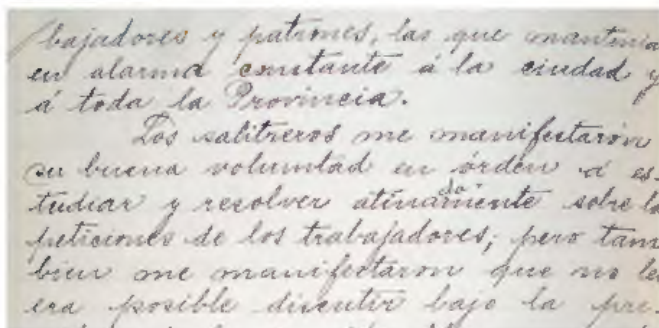 bajadores y patrones, las que mantenia
en alarma constante á la ciudad y
á toda la Provincia.
Los salitreros me manifestarón
su buena voluntad en órden á es-
tudiar y resolver atinadamente sobre la
peticiones de los trabajadores; pero tam
bien me manifestaron que no le
era posible discutir bajo la pre-